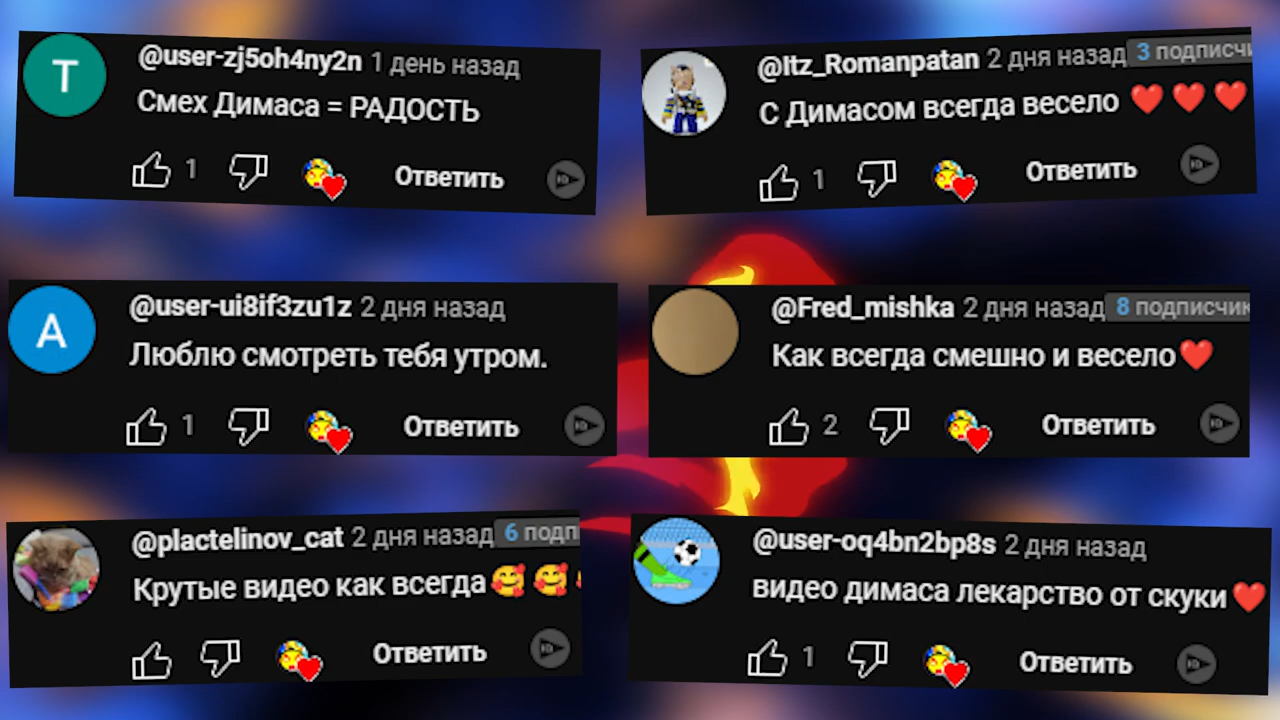 T
@user-zj5oh4ny2n 1 день назад
Смех Димаса = РАДОСТЬ
1
Ответить
@Itz_Romanpatan 2 дня назад 3
С Димасом всегда весело ❤️❤️❤️
1
Ответить
A
@user-ui8if3zu1z 2 дня назад
Люблю смотреть тебя утром.
1
Ответить
@Fred_mishka 2 дня назад 8 подписчик
Как всегда смешно и весело❤️
2
Ответить
@plactelinov_cat 2 дня назад 6 подп
Крутые видео как всегда🥰🥰
Ответить
@user-oq4bn2bp8s 2 дня назад
видео димаса лекарство от скуки❤️
1
Ответить